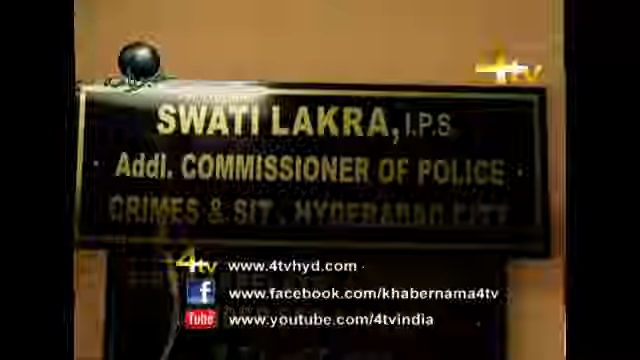 4tv
SWATI LAKRA, I.P.S
Addl. COMMISSIONER OF POLICE
CRIMES & SIT, HYDERABAD CITY
4tv www.4tvhyd.com
f www.facebook.com/khabernama4tv
Tube www.youtube.com/4tvindia